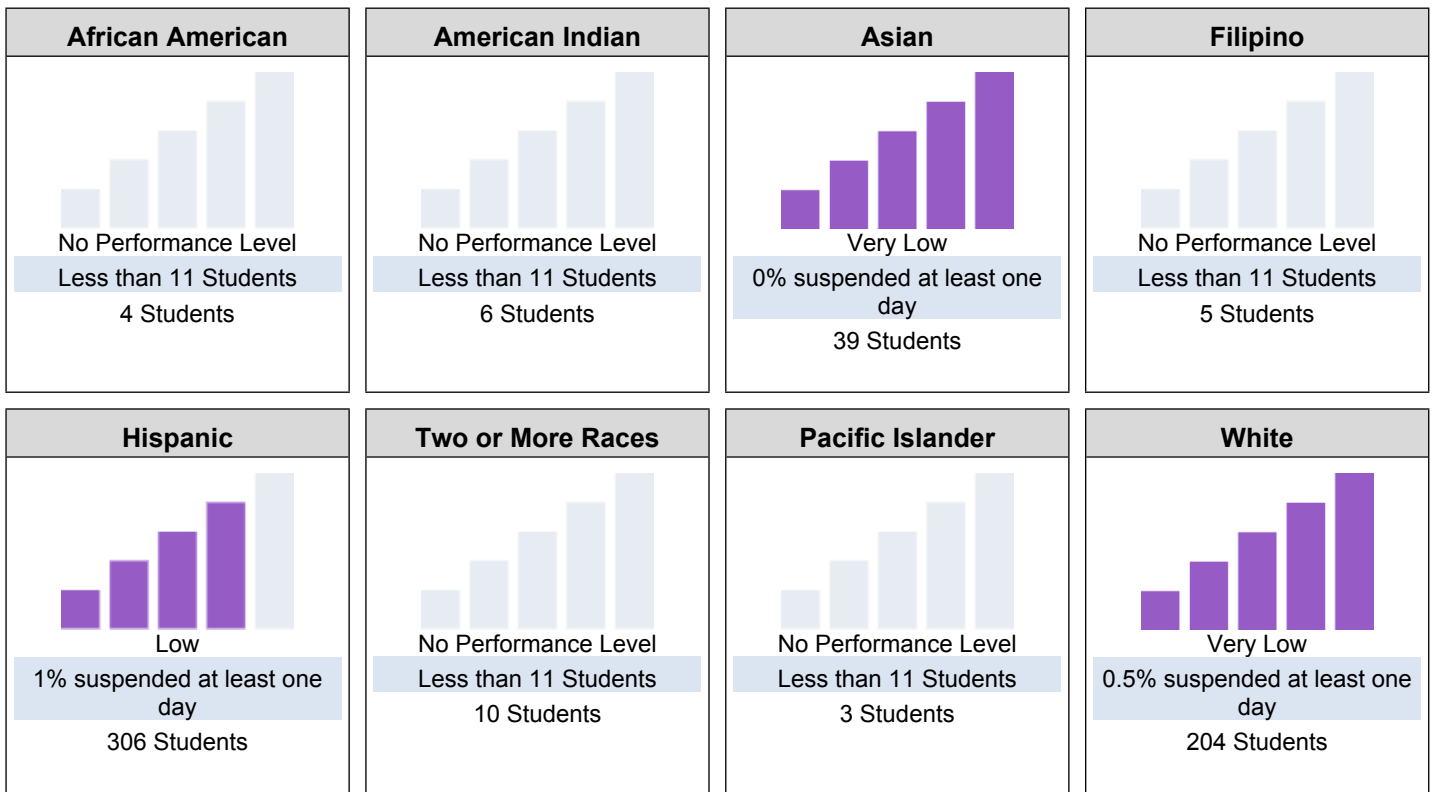 African American
No Performance Level
Less than 11 Students
4 Students
American Indian
No Performance Level
Less than 11 Students
6 Students
Asian
Very Low
0% suspended at least one
day
39 Students
Filipino
No Performance Level
Less than 11 Students
5 Students
Hispanic
Low
1% suspended at least one
day
306 Students
Two or More Races
No Performance Level
Less than 11 Students
10 Students
Pacific Islander
No Performance Level
Less than 11 Students
3 Students
White
Very Low
0.5% suspended at least one
day
204 Students